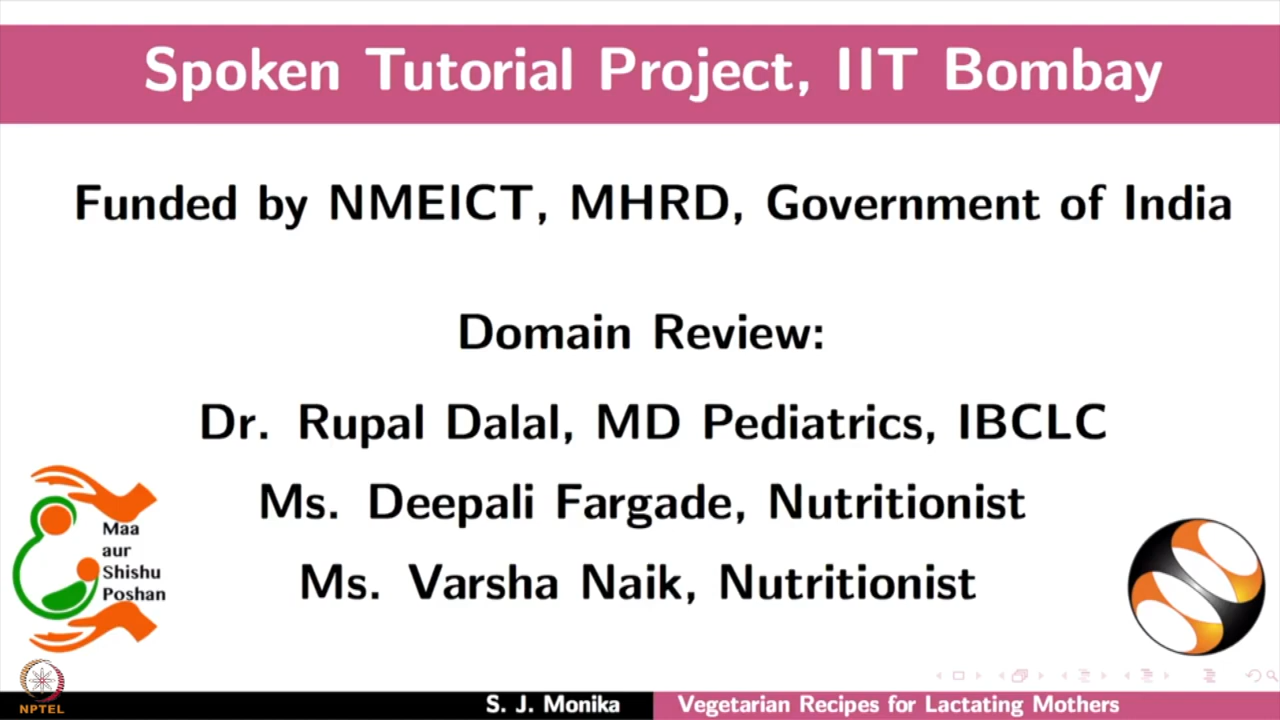 Spoken Tutorial Project, IIT Bombay
Funded by NMEICT, MHRD, Government of India
Domain Review:
Dr. Rupal Dalal, MD Pediatrics, IBCLC
Ms. Deepali Fargade, Nutritionist
Ms. Varsha Naik, Nutritionist
Maa
aur
Shishu
Poshan
NPTEL
S. J. Monika
Vegetarian Recipes for Lactating Mothers